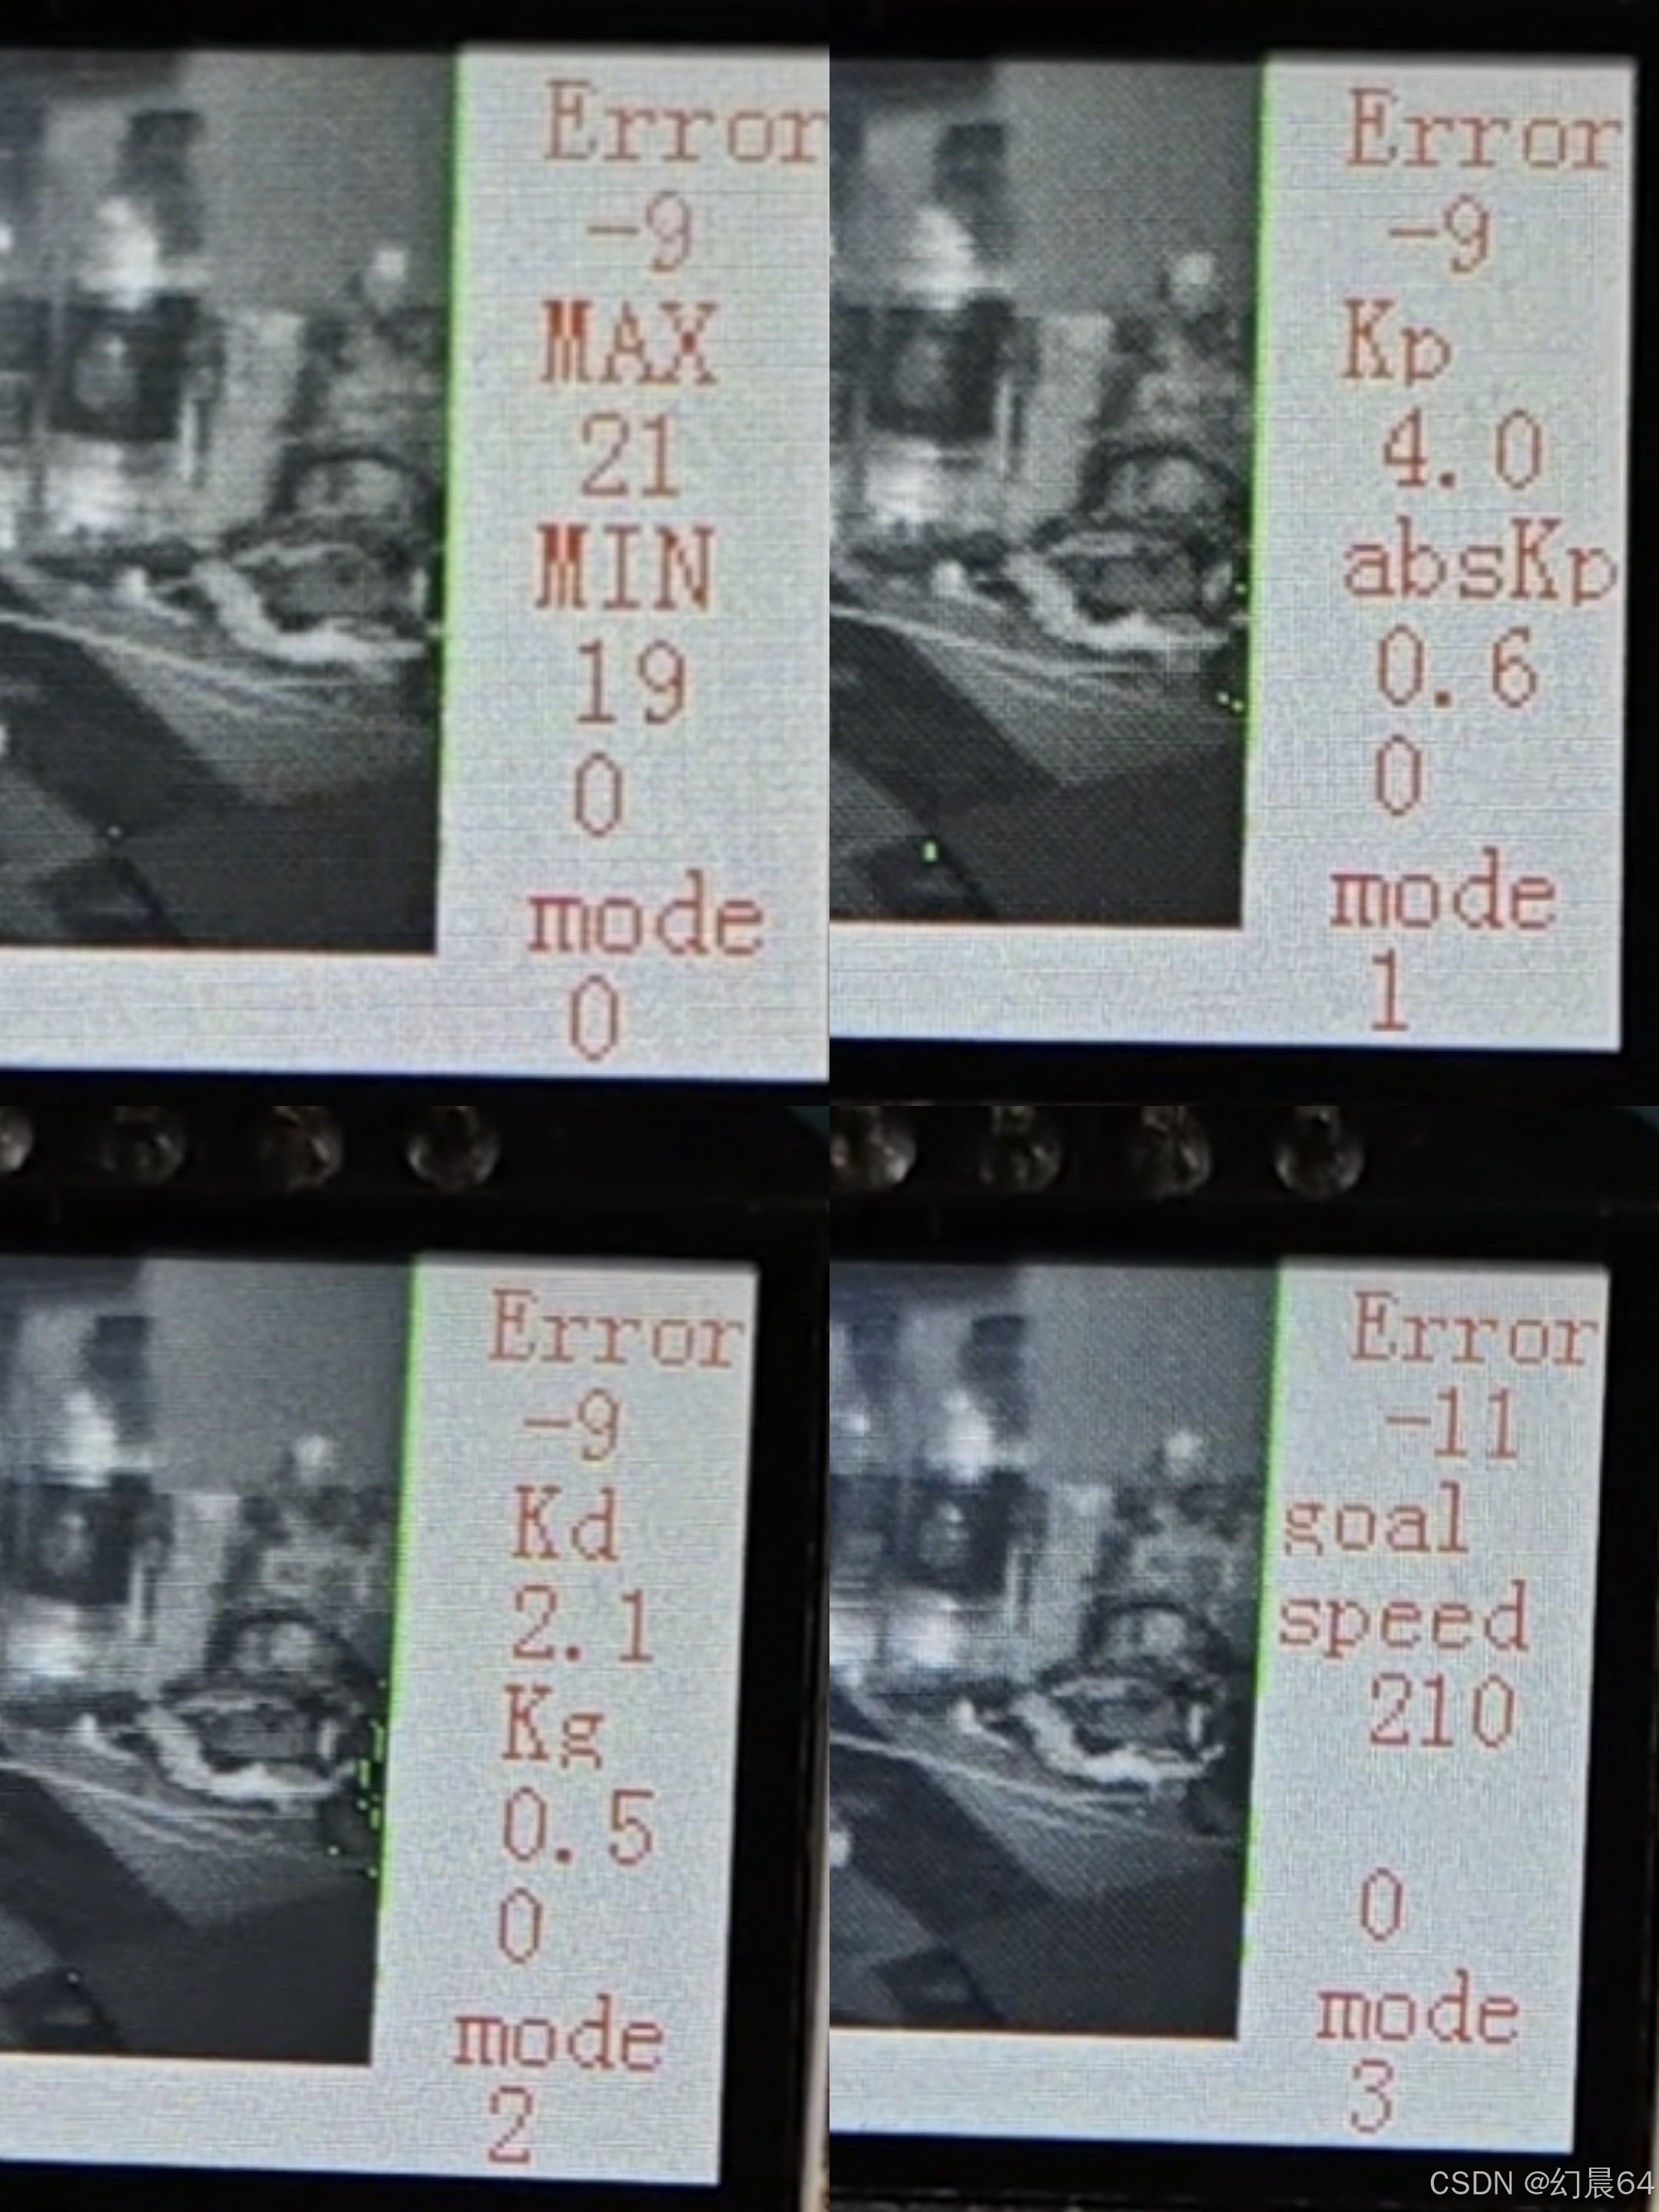 Error
-9
MAX
21
MIN
19
0
mode
0
Error
-9
Kp
4.0
absKp
0.6
0
mode
1
Error
-9
Kd
2.1
Kg
0.5
0
mode
2
Error
-11
goal
speed
210
0
mode
3
CSDN @幻晨64